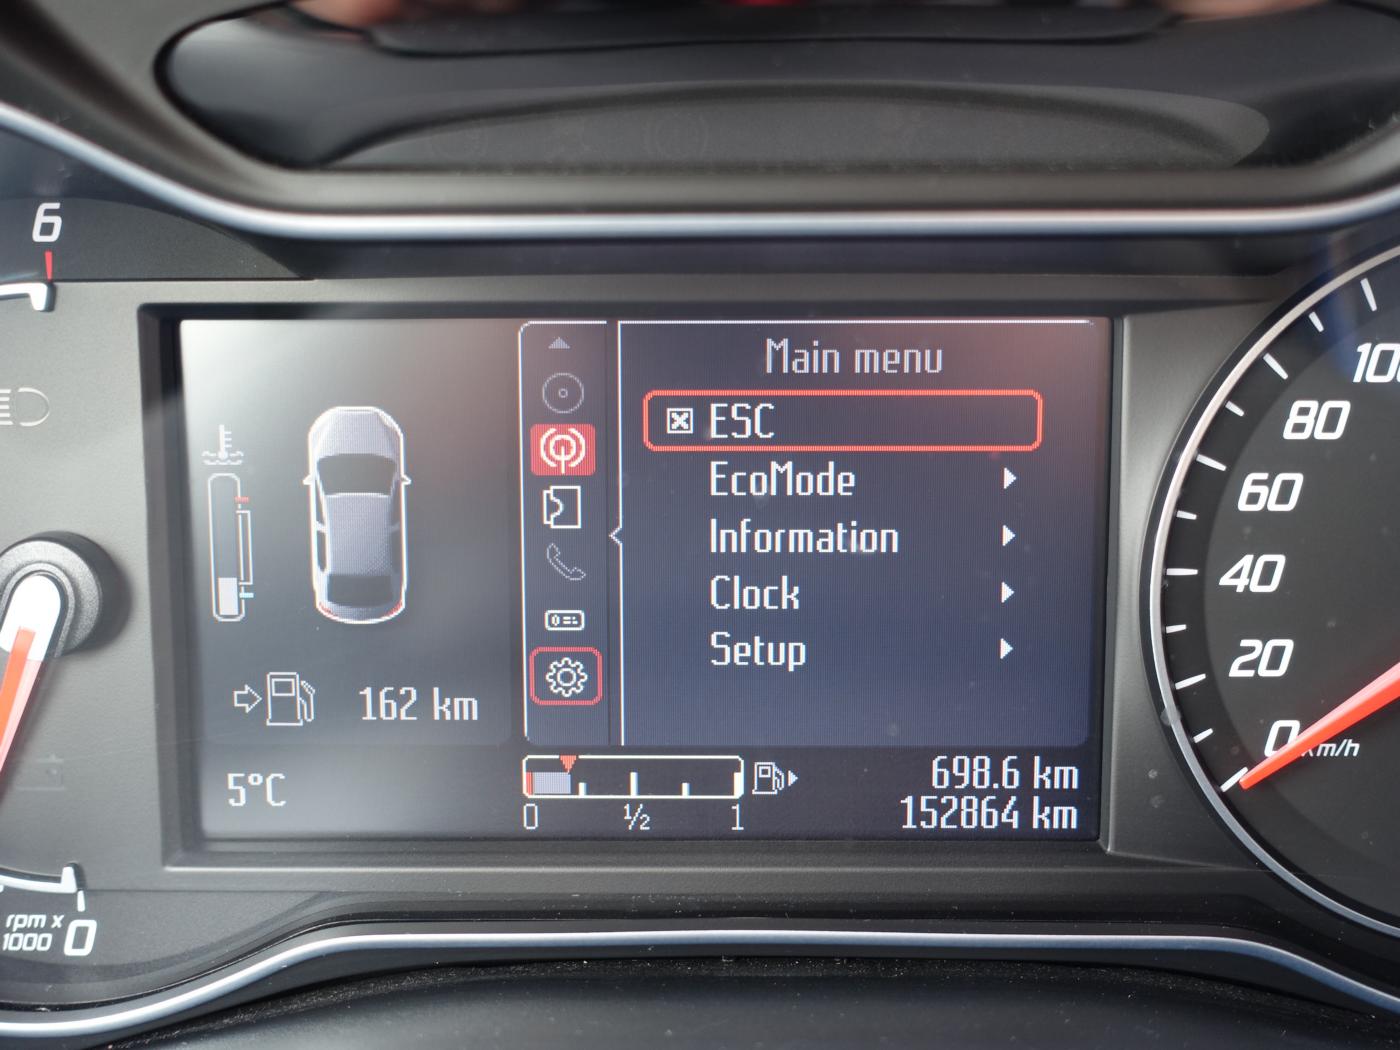 6
Main menu
ESC
EcoMode
Information
Clock
Setup
162 km
5°C
0 ½ 1
698.6 km
152864 km
rpm x
1000 0
80
60
40
20
0
km/h